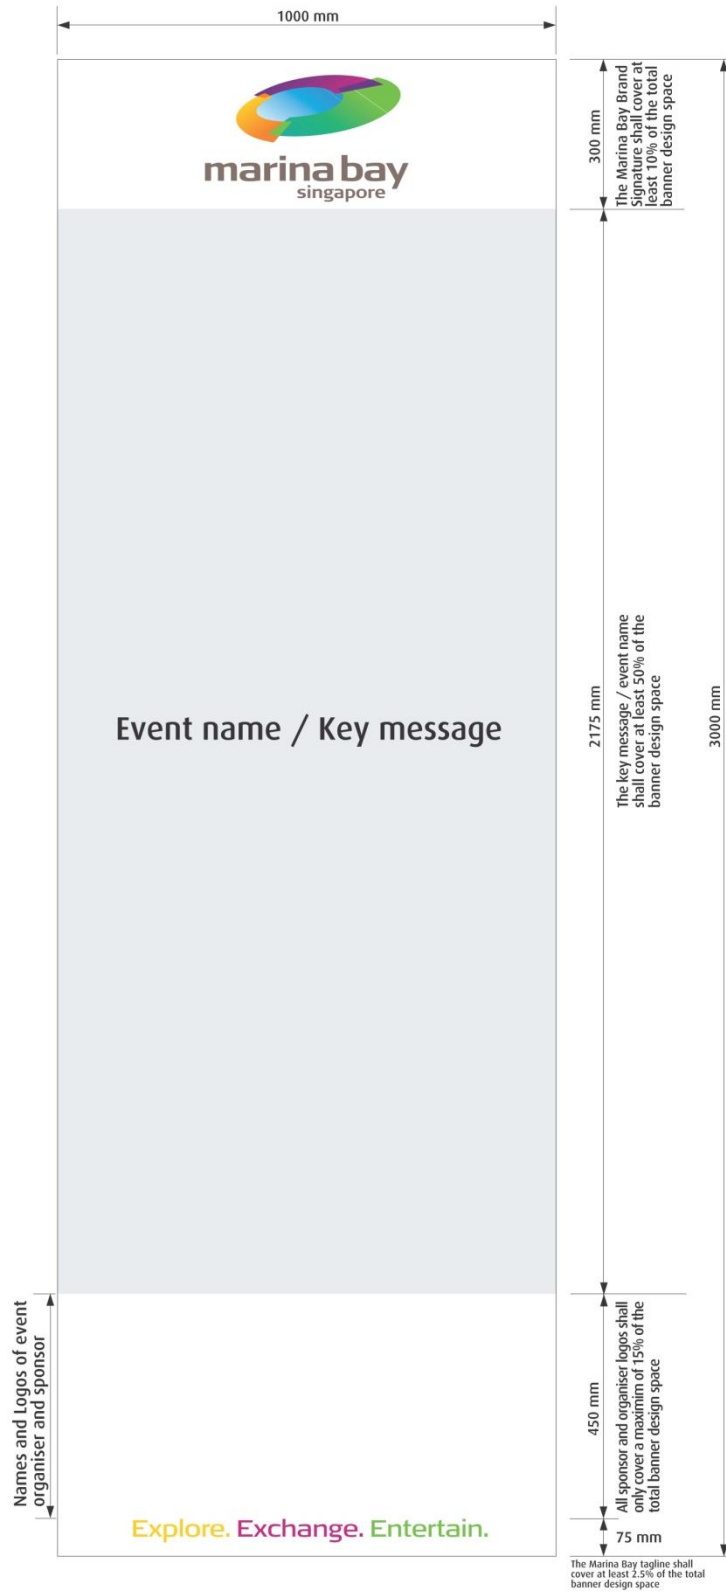 1000 mm
marina bay
singapore
300 mm
The Marina Bay Brand
Signature shall cover at
least 10% of the total
banner design space
Event name / Key message
2175 mm
The key message / event name
shall cover at least 50% of the
banner design space
3000 mm
Names and Logos of event
organiser and sponsor
450 mm
All sponsor and organiser logos shall
only cover a maximim of 15% of the
total banner design space
Explore. Exchange. Entertain.
75 mm
The Marina Bay tagline shall
cover at least 2.5% of the total
banner design space